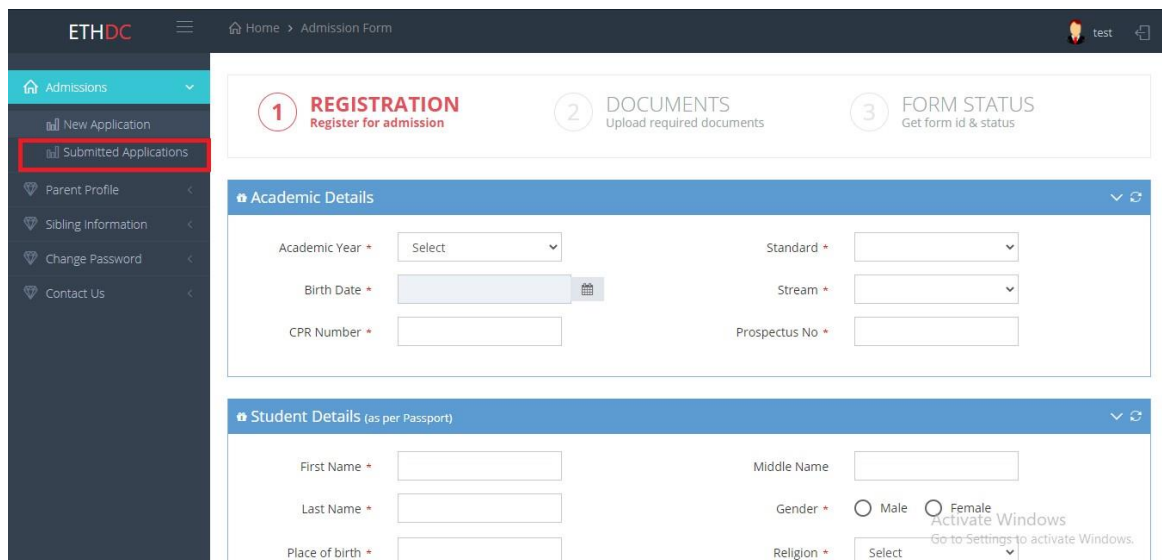 ETHDC
Home > Admission Form
test
Admissions
New Application
Submitted Applications
Parent Profile
Sibling Information
Change Password
Contact Us
1 REGISTRATION
Register for admission
2 DOCUMENTS
Upload required documents
3 FORM STATUS
Get form id & status
Academic Details
Academic Year * Select Standard *
Birth Date * Stream *
CPR Number * Prospectus No *
Student Details (as per Passport)
First Name * Middle Name
Last Name * Gender * Male Female
Place of birth * Religion * Select
Activate Windows
Go to Settings to activate Windows.